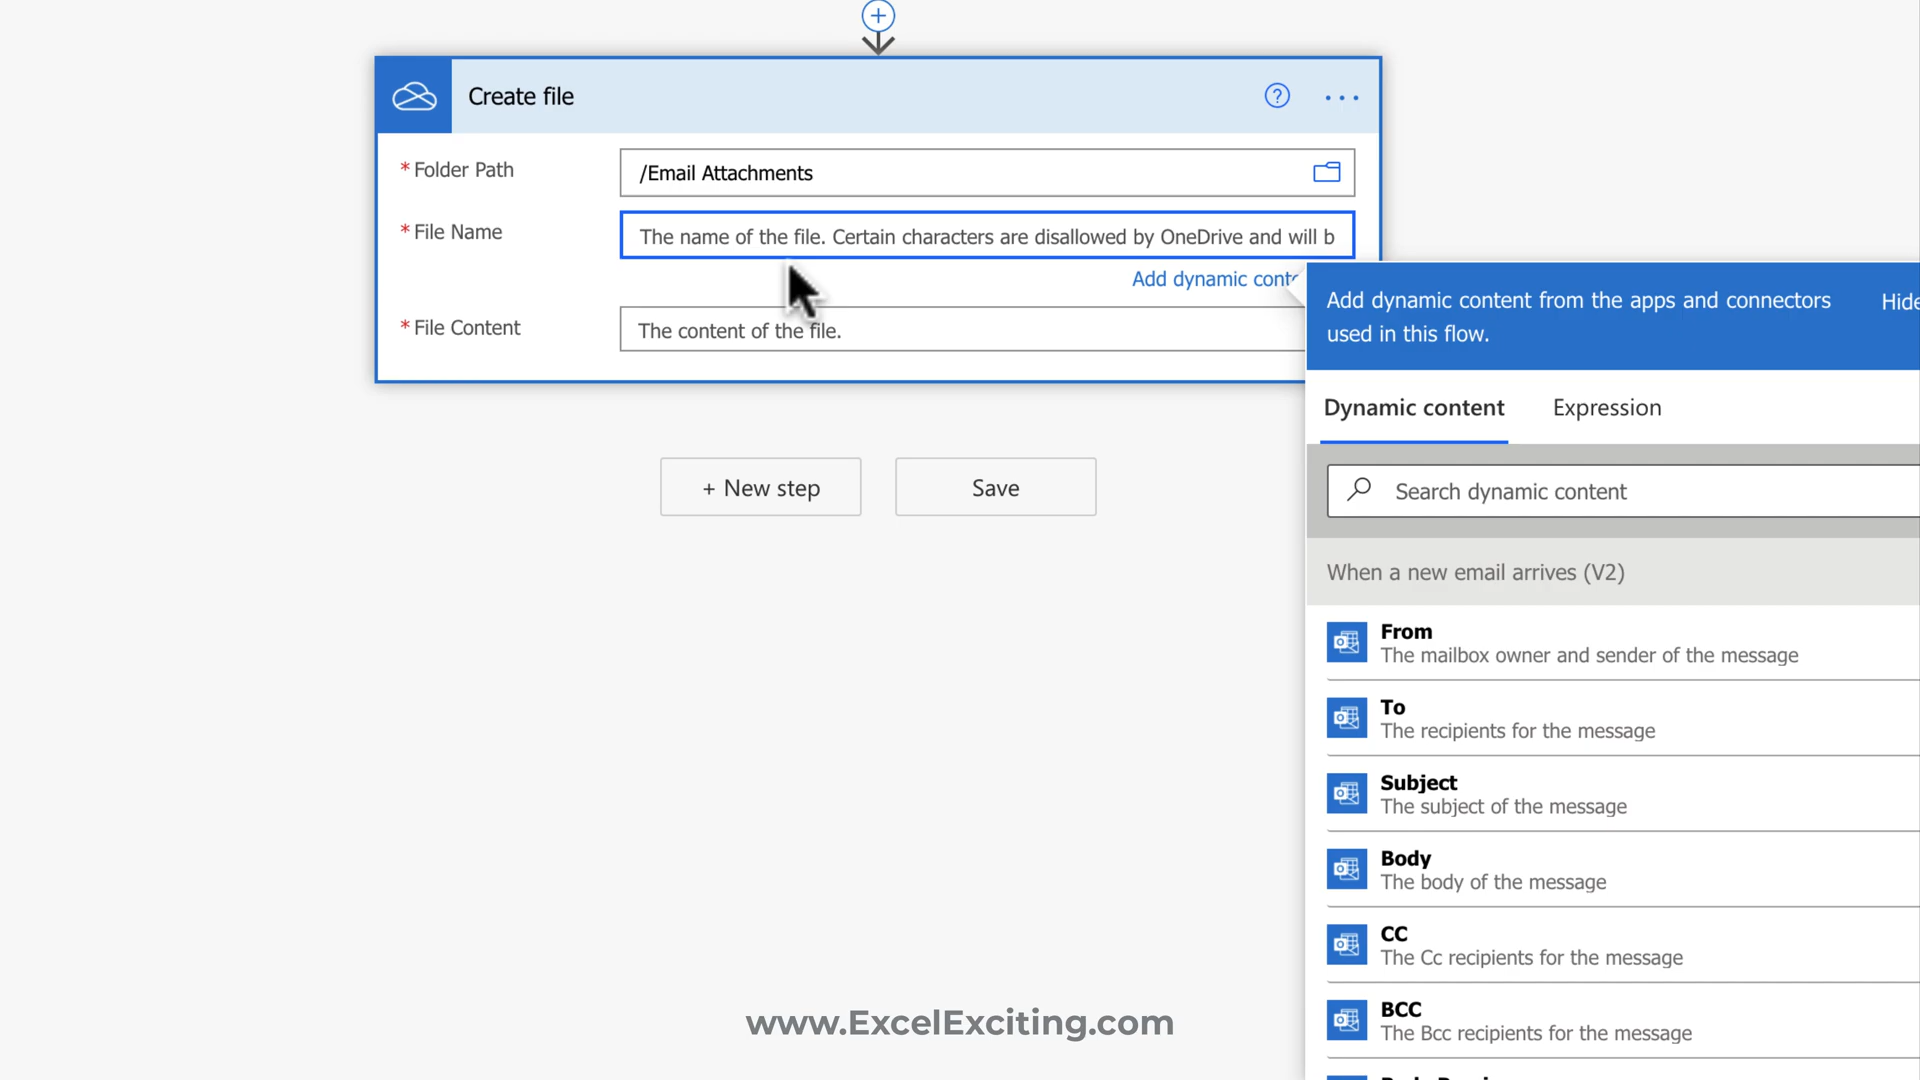 Create file
?
* Folder Path
/Email Attachments
* File Name
The name of the file. Certain characters are disallowed by OneDrive and will b
Add dynamic conte
* File Content
The content of the file.
+ New step
Save
Add dynamic content from the apps and connectors
used in this flow.
Hide
Dynamic content
Expression
Search dynamic content
When a new email arrives (V2)
From
The mailbox owner and sender of the message
To
The recipients for the message
Subject
The subject of the message
Body
The body of the message
CC
The Cc recipients for the message
BCC
The Bcc recipients for the message
www.ExcelExciting.com